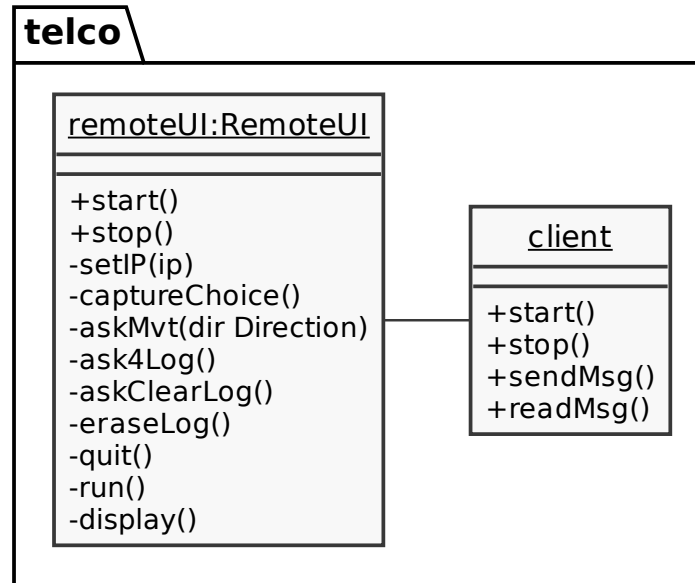 telco
remoteUI:RemoteUI
+start()
+stop()
-setIP(ip)
-captureChoice()
-askMvt(dir Direction)
-ask4Log()
-askClearLog()
-eraseLog()
-quit()
-run()
-display()
client
+start()
+stop()
+sendMsg()
+readMsg()